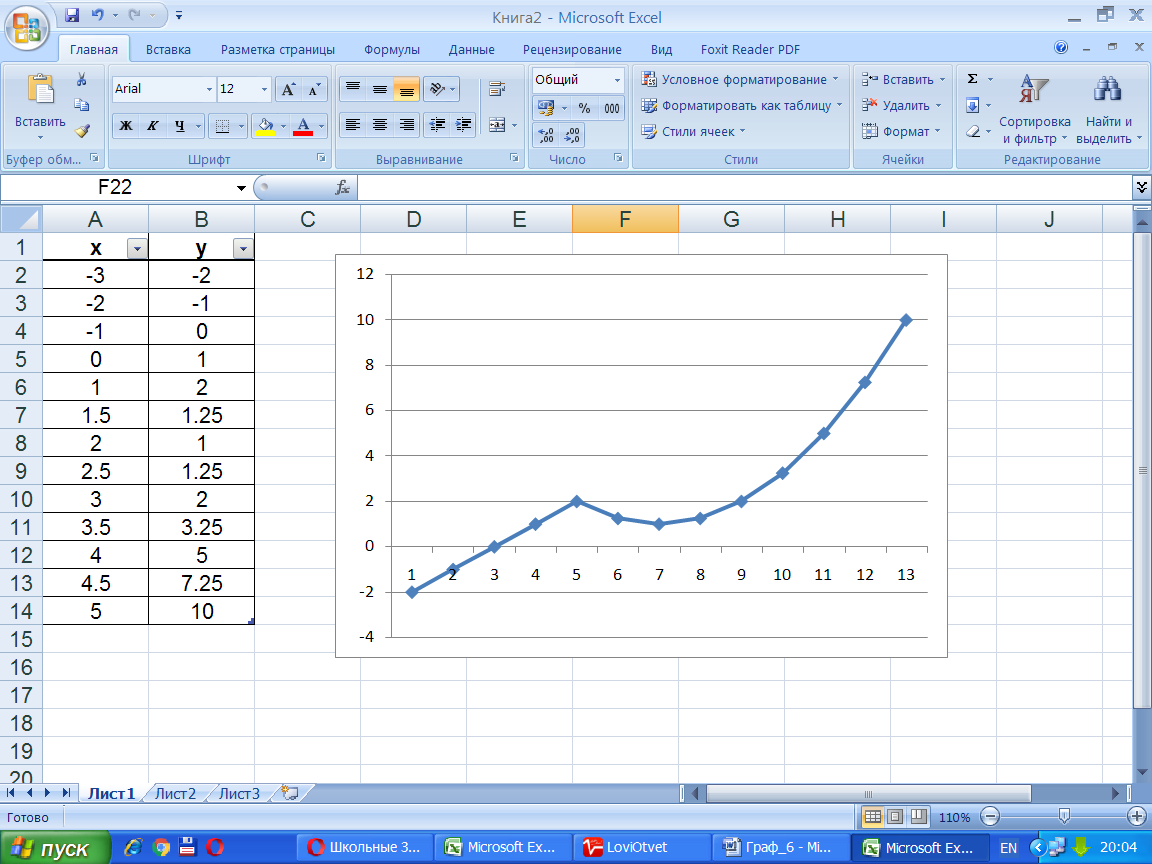 Книга2 - Microsoft Excel
Главная Вставка Разметка страницы Формулы Данные Рецензирование Вид Foxit Reader PDF
Вставить
Буфер обм...
Arial 12
Ж К Ч
Шрифт
Выравнивание
Общий
% 000
Число
Условное форматирование
Форматировать как таблицу
Стили ячеек
Стили
Вставить
Удалить
Формат
Ячейки
Σ
Сортировка и фильтр
Найти и выделить
Редактирование
F22 fx
A B C D E F G H I J
1 x y
2 -3 -2
3 -2 -1
4 -1 0
5 0 1
6 1 2
7 1.5 1.25
8 2 1
9 2.5 1.25
10 3 2
11 3.5 3.25
12 4 5
13 4.5 7.25
14 5 10
15
16
17
18
19
20
12
10
8
6
4
2
0
-2
-4
1 2 3 4 5 6 7 8 9 10 11 12 13
Лист1 Лист2 Лист3
Готово 110%
пуск Школьные З... Microsoft Ex... LoviOtvet Граф_6 - Mi... Microsoft Ex... EN 20:04